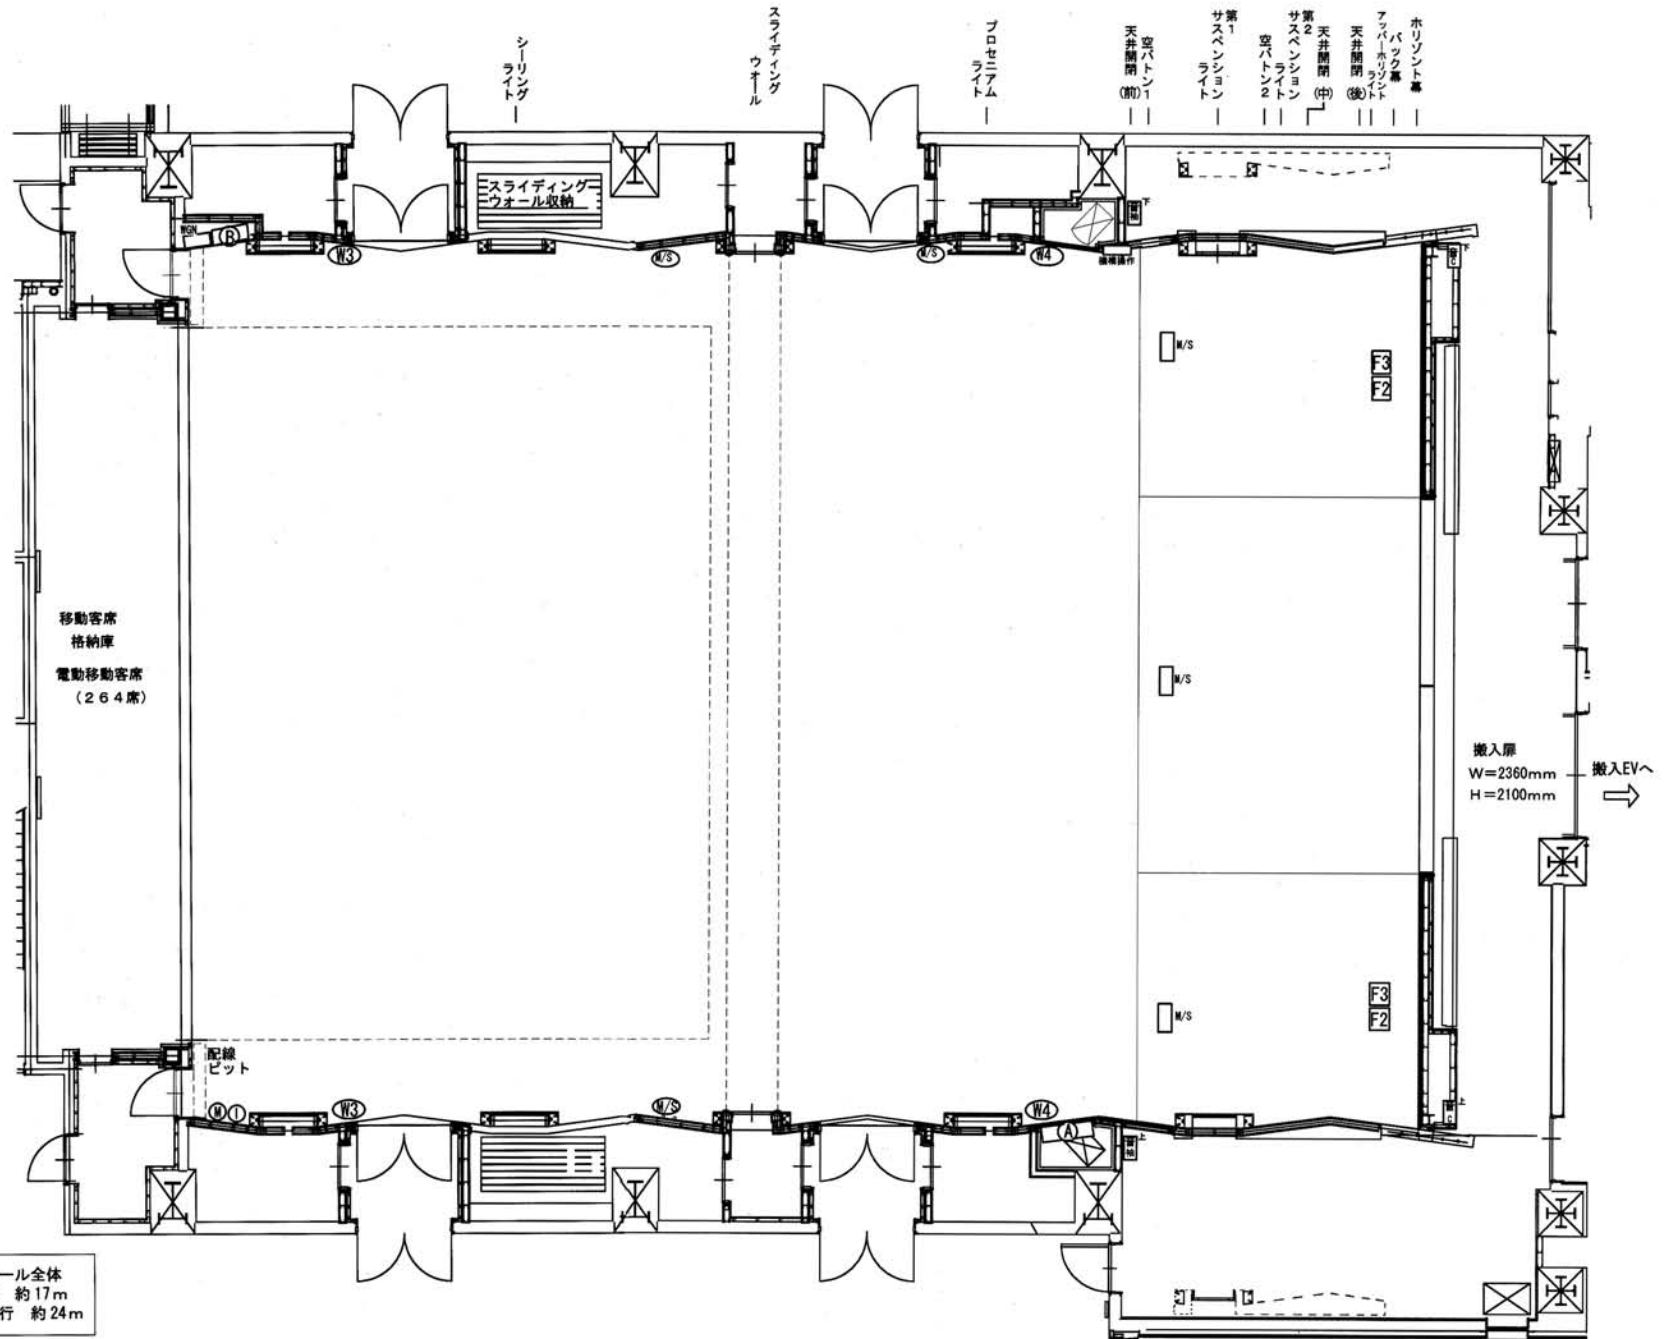 シーリング
ライト
スライディング
ウォール
プロセニアム
ライト
天井開閉(前)
空バトン1
第1
サスペンション
ライト
空バトン2
第2
サスペンション
ライト
天井開閉(中)
天井開閉(後)
アッパーホリゾント
ライト
バック幕
ホリゾント幕
スライディング
ウォール収納
WGN
B
W3
M/S
M/S
W4
下
下
M/S
F3
F2
移動客席
格納庫
電動移動客席
(264席)
M/S
搬入扉
W=2360mm
H=2100mm
搬入EVへ
M/S
F3
F2
配線
ピット
M
I
W3
M/S
W4
A
上
上
ール全体
約17m
行 約24m